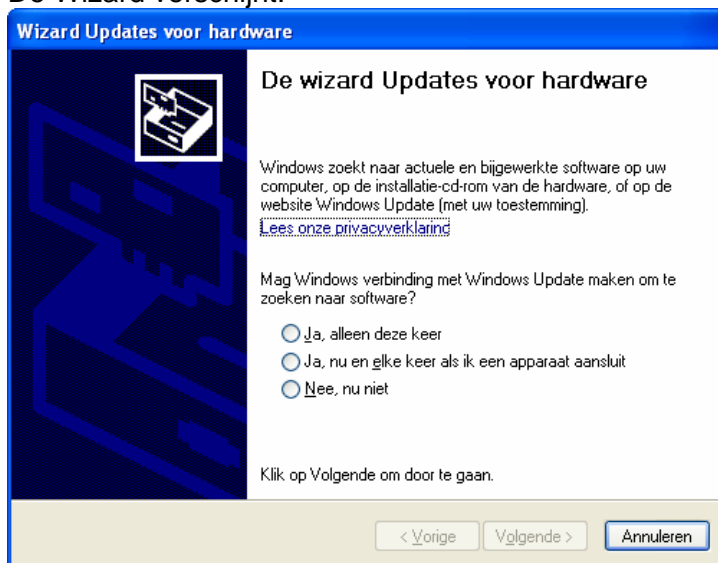 De Wizard verschijnt:
Wizard Updates voor hardware
De wizard Updates voor hardware
Windows zoekt naar actuele en bijgewerkte software op uw
computer, op de installatie-cd-rom van de hardware, of op de
website Windows Update (met uw toestemming).
Lees onze privacyverklaring
Mag Windows verbinding met Windows Update maken om te
zoeken naar software?
Ja, alleen deze keer
Ja, nu en elke keer als ik een apparaat aansluit
Nee, nu niet
Klik op Volgende om door te gaan.
< Vorige
Volgende >
Annuleren